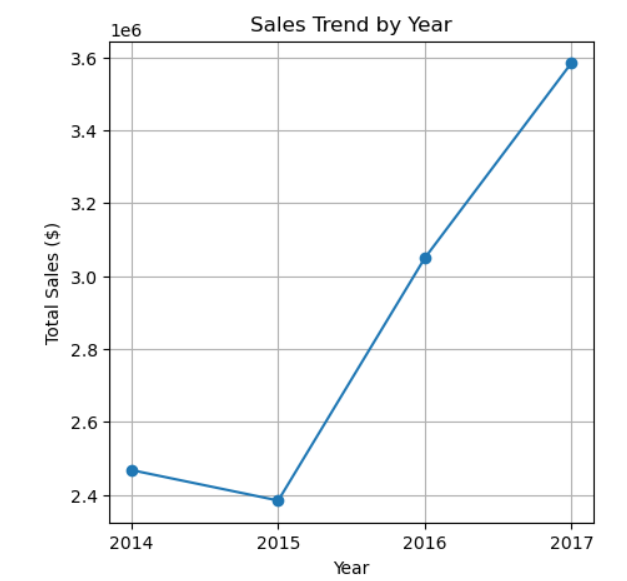 Sales Trend by Year
1e6
3.6
3.4
3.2
3.0
2.8
2.6
2.4
Total Sales ($)
2014 2015 2016 2017
Year